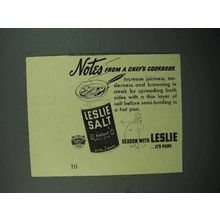 Notes FROM A CHEF'S COOKBOOK
Increase juiciness, ten-
derness and browning in
steak by spreading both
sides with a thin layer of
salt before semi-broiling in
a hot pan.
LESLIE
SALT
SEASON WITH LESLIE
...IT'S PURE
16